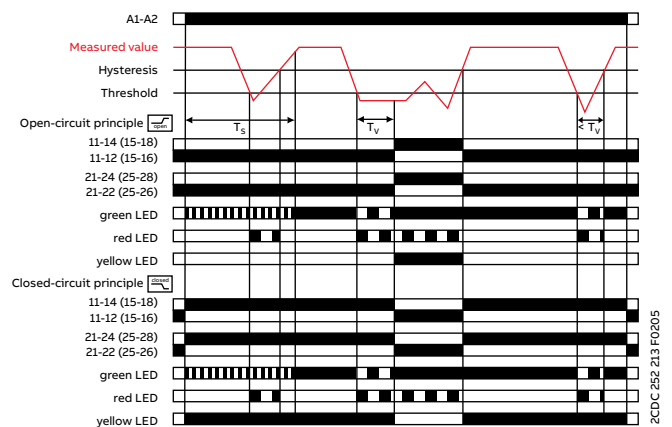 A1-A2
Measured value
Hysteresis
Threshold
Open-circuit principle open
Ts Tv < Tv
11-14 (15-18)
11-12 (15-16)
21-24 (25-28)
21-22 (25-26)
green LED
red LED
yellow LED
Closed-circuit principle closed
11-14 (15-18)
11-12 (15-16)
21-24 (25-28)
21-22 (25-26)
green LED
red LED
yellow LED
2CDC 252 213 F0205